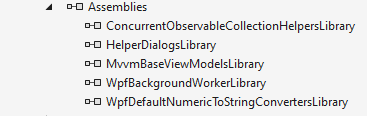 Assemblies
ConcurrentObservableCollectionHelpersLibrary
HelperDialogsLibrary
MvvmBaseViewModelsLibrary
WpfBackgroundWorkerLibrary
WpfDefaultNumericToStringConvertersLibrary